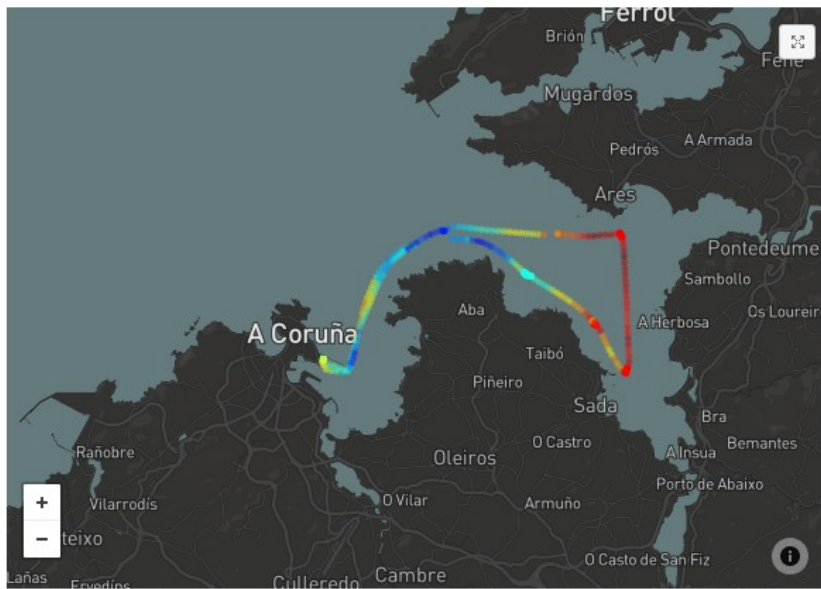 Ferrol
Brión
Fene
Mugardos
A Armada
Pedrós
Ares
Pontedeume
Sambollo
Aba
Os Loureir
A Herbosa
A Coruña
Taibó
Piñeiro
Sada
Bra
O Castro
Bemantes
Rañobre
Oleiros
A Insua
Porto de Abaixo
O Vilar
Armuño
Vilarrodís
+
−
teixo
O Casto de San Fiz
Lañas
Culleredo
Cambre
i